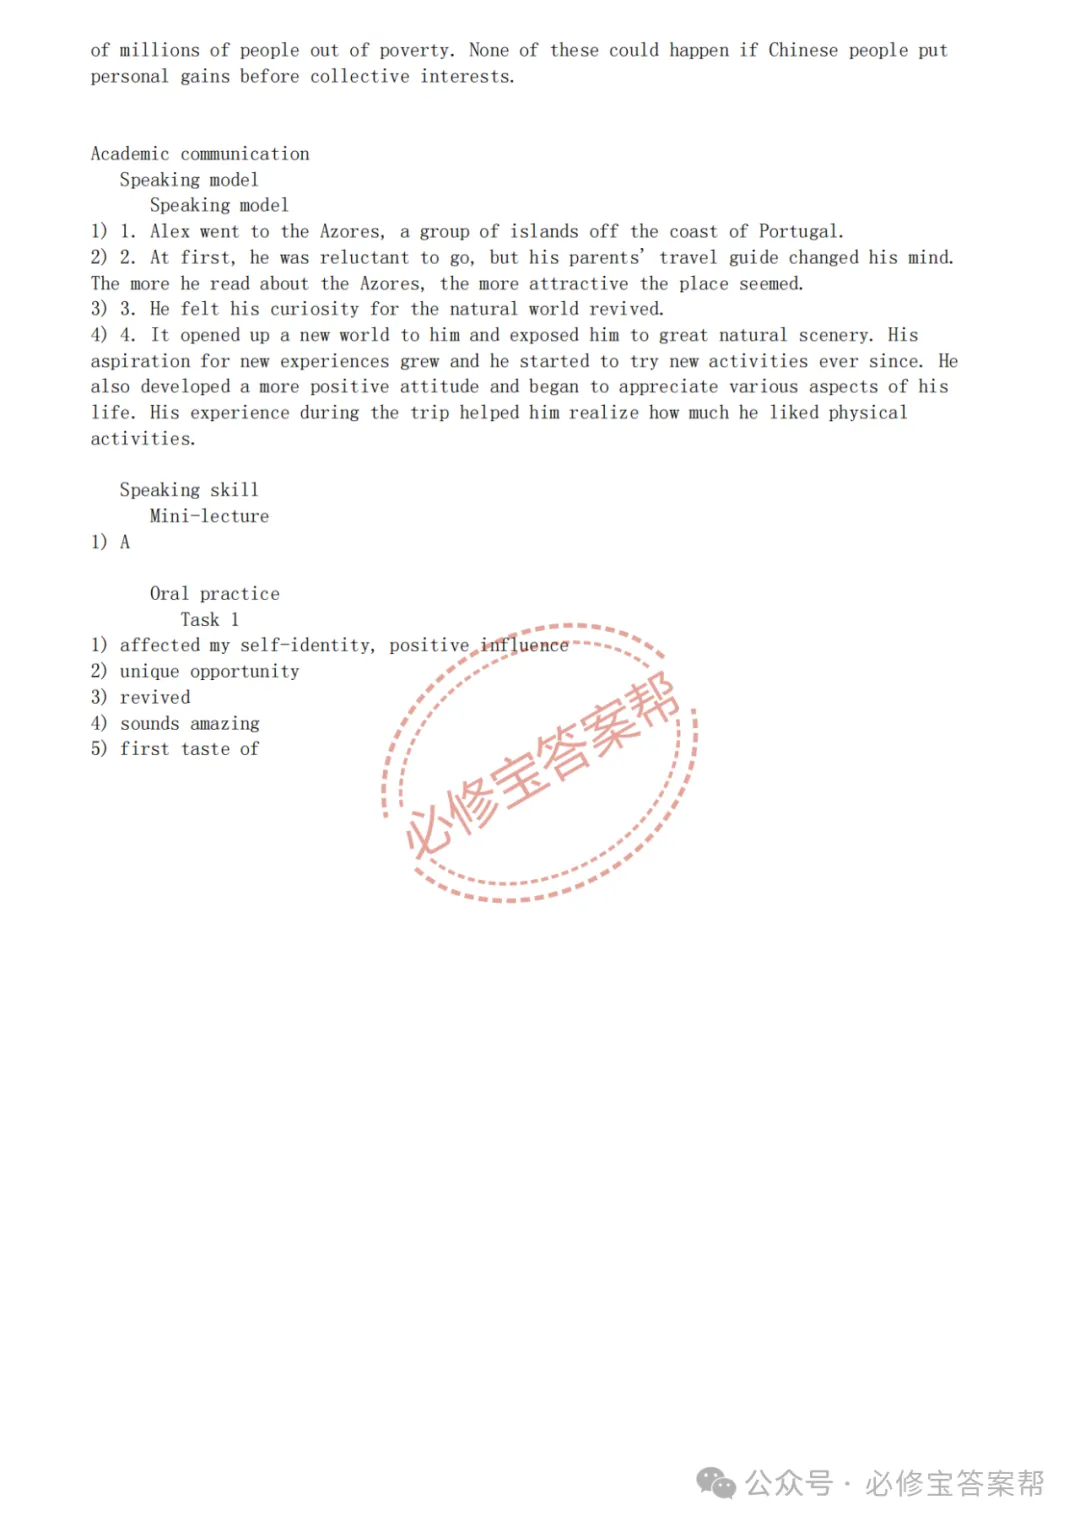 of millions of people out of poverty. None of these could happen if Chinese people put
personal gains before collective interests.
Academic communication
Speaking model
Speaking model
1) 1. Alex went to the Azores, a group of islands off the coast of Portugal.
2) 2. At first, he was reluctant to go, but his parents' travel guide changed his mind.
The more he read about the Azores, the more attractive the place seemed.
3) 3. He felt his curiosity for the natural world revived.
4) 4. It opened up a new world to him and exposed him to great natural scenery. His
aspiration for new experiences grew and he started to try new activities ever since. He
also developed a more positive attitude and began to appreciate various aspects of his
life. His experience during the trip helped him realize how much he liked physical
activities.
Speaking skill
Mini-lecture
1) A
Oral practice
Task 1
1) affected my self-identity, positive influence
2) unique opportunity
3) revived
4) sounds amazing
5) first taste of
必修宝答案帮
公众号 · 必修宝答案帮